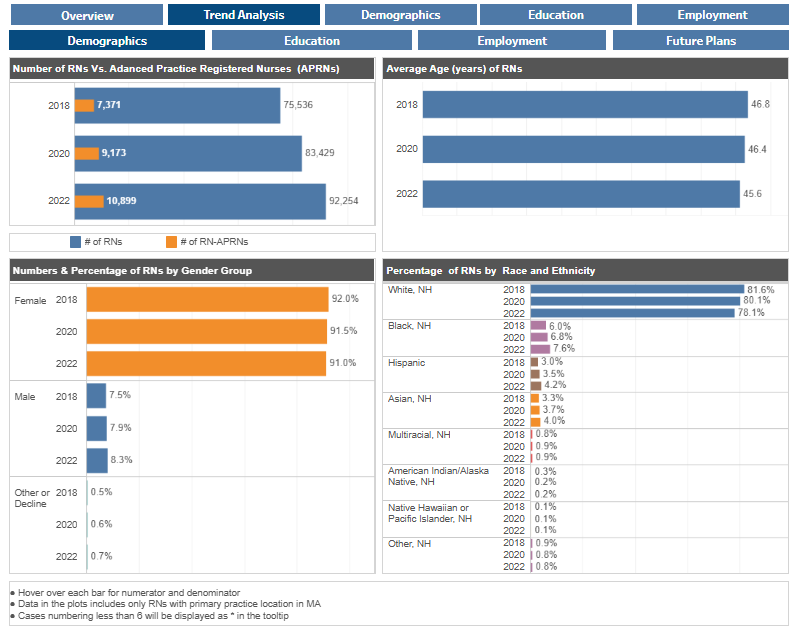 Overview
Trend Analysis
Demographics
Education
Employment
Demographics
Education
Employment
Future Plans
Number of RNs Vs. Adanced Practice Registered Nurses (APRNs)
2018 7,371 75,536
2020 9,173 83,429
2022 10,899 92,254
# of RNs # of RN-APRNs
Average Age (years) of RNs
2018 46.8
2020 46.4
2022 45.6
Numbers & Percentage of RNs by Gender Group
Female 2018 92.0%
2020 91.5%
2022 91.0%
Male 2018 7.5%
2020 7.9%
2022 8.3%
Other or
Decline
2018 0.5%
2020 0.6%
2022 0.7%
Percentage of RNs by Race and Ethnicity
White, NH 2018 81.6%
2020 80.1%
2022 78.1%
Black, NH 2018 6.0%
2020 6.8%
2022 7.6%
Hispanic 2018 3.0%
2020 3.5%
2022 4.2%
Asian, NH 2018 3.3%
2020 3.7%
2022 4.0%
Multiracial, NH 2018 0.8%
2020 0.9%
2022 0.9%
American Indian/Alaska 2018 0.3%
Native, NH 2020 0.2%
2022 0.2%
Native Hawaiian or 2018 0.1%
Pacific Islander, NH 2020 0.1%
2022 0.1%
Other, NH 2018 0.9%
2020 0.8%
2022 0.8%
● Hover over each bar for numerator and denominator
● Data in the plots includes only RNs with primary practice location in MA
● Cases numbering less than 6 will be displayed as * in the tooltip